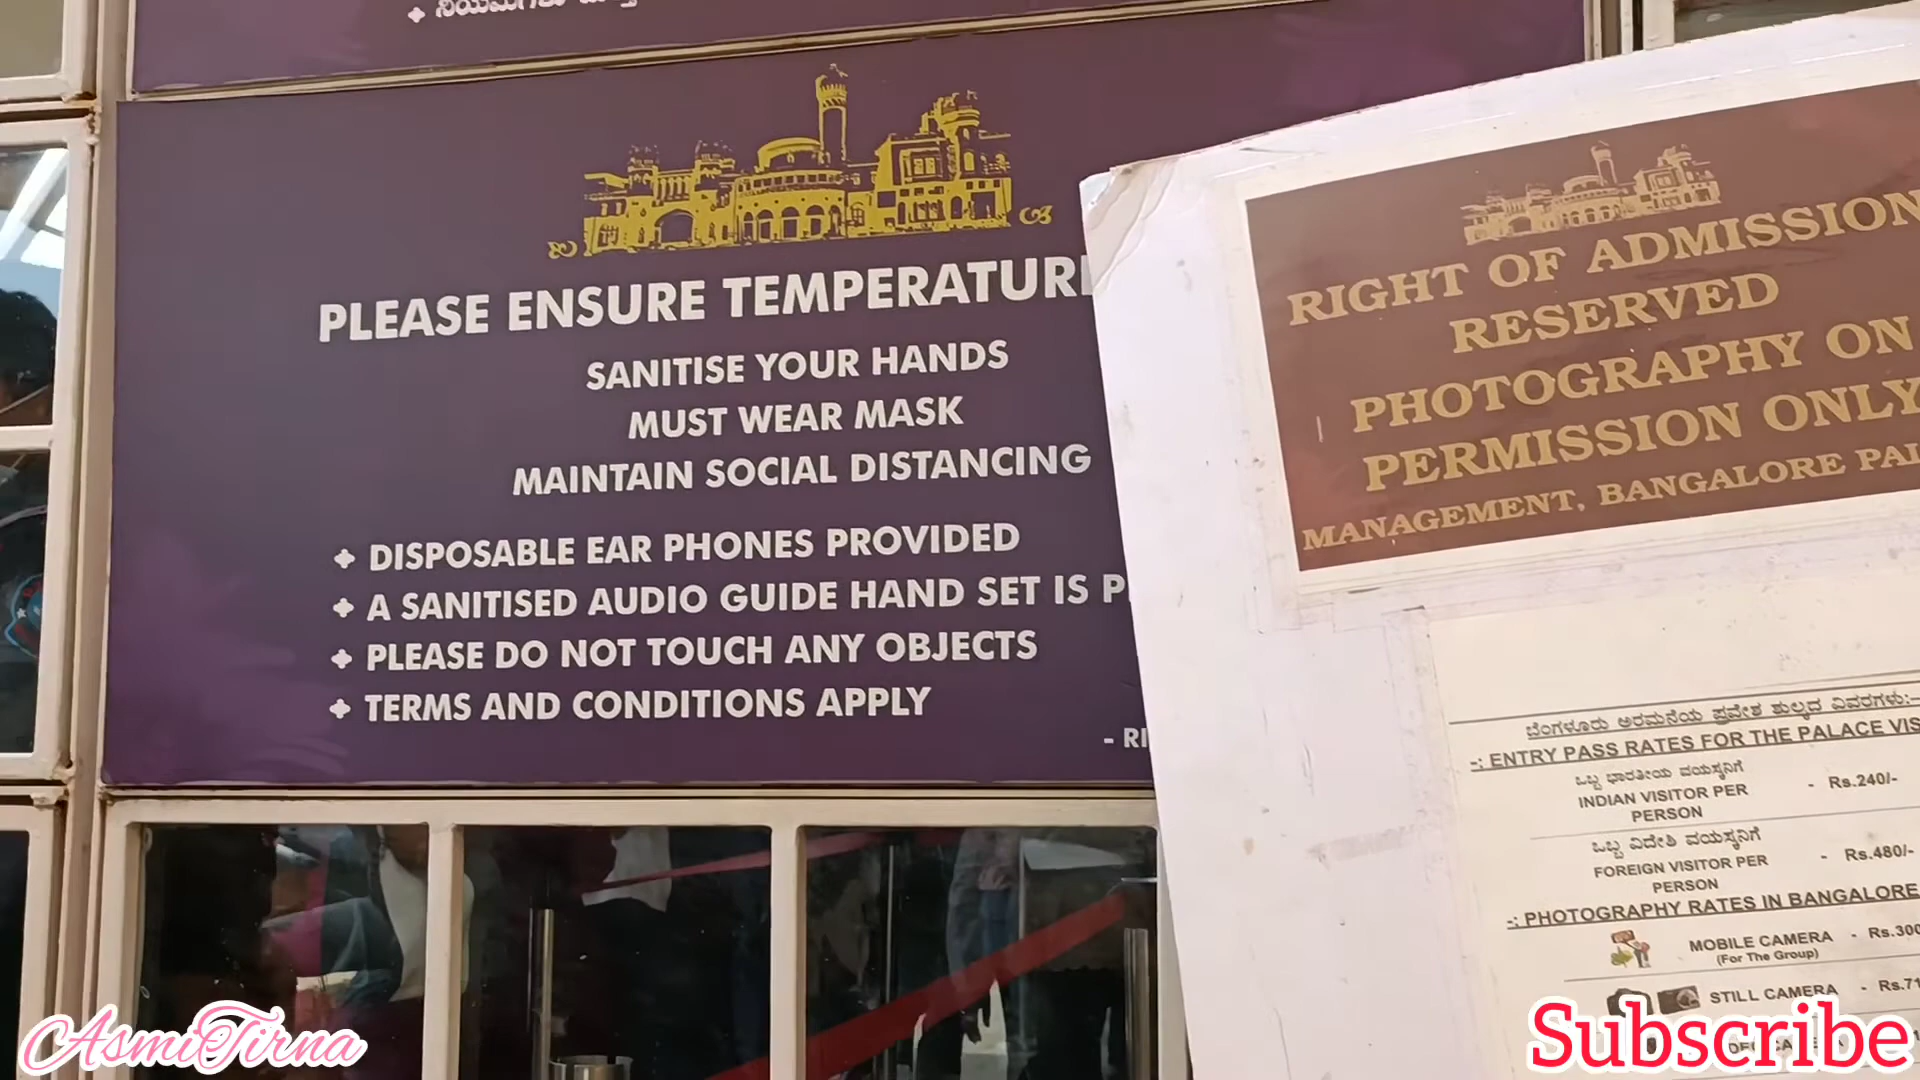 PLEASE ENSURE
SANITISE YOUR HANDS
MUST WEAR MASK
MAINTAIN SOCIAL DISTANCING
DISPOSABLE EAR PHONES PROVIDED
A SANITISED AUDIO GUIDE HAND SET IS
PLEASE DO NOT TOUCH ANY OBJECTS
TERMS AND CONDITIONS APPLY
RIGHT OF ADMISSION
RESERVED
PHOTOGRAPHY ON
PERMISSION ONLY
MANAGEMENT, BANGALORE
ಬೆಂಗಳೂರು ಅರಮನೆಯ ಪ್ರವೇಶ ಶುಲ್ಕದ ವಿವರಗಳು:-
-: ENTRY PASS RATES FOR THE PALACE
ಒಬ್ಬ ಭಾರತೀಯ ವಯಸ್ಕನಿಗೆ
INDIAN VISITOR PER - Rs.240/-
PERSON
ಒಬ್ಬ ವಿದೇಶಿ ವಯಸ್ಕನಿಗೆ
FOREIGN VISITOR PER - Rs.480/-
PERSON
-: PHOTOGRAPHY RATES IN BANGALORE
MOBILE CAMERA - Rs.300
(For The Group)
STILL CAMERA -
AsmiTirna
Subscribe